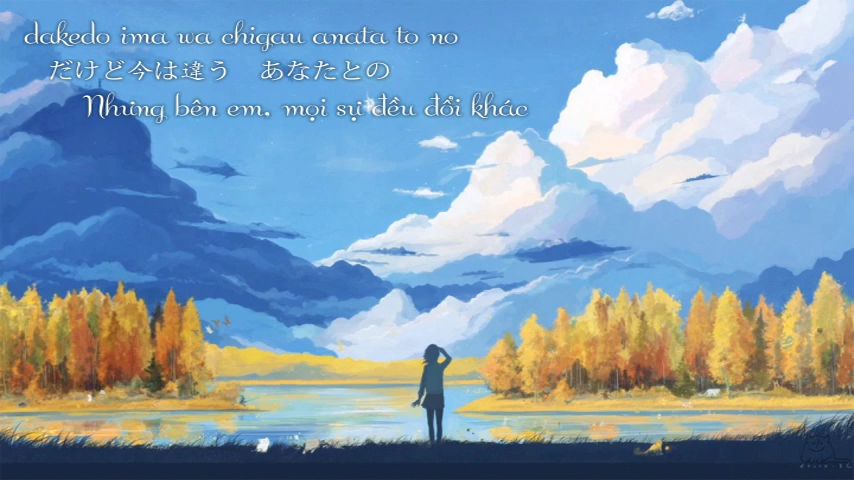 dakedo ima wa chigau anata to no
だけど今は違う あなたとの
Nhưng bên em, mọi sự đều đổi khác